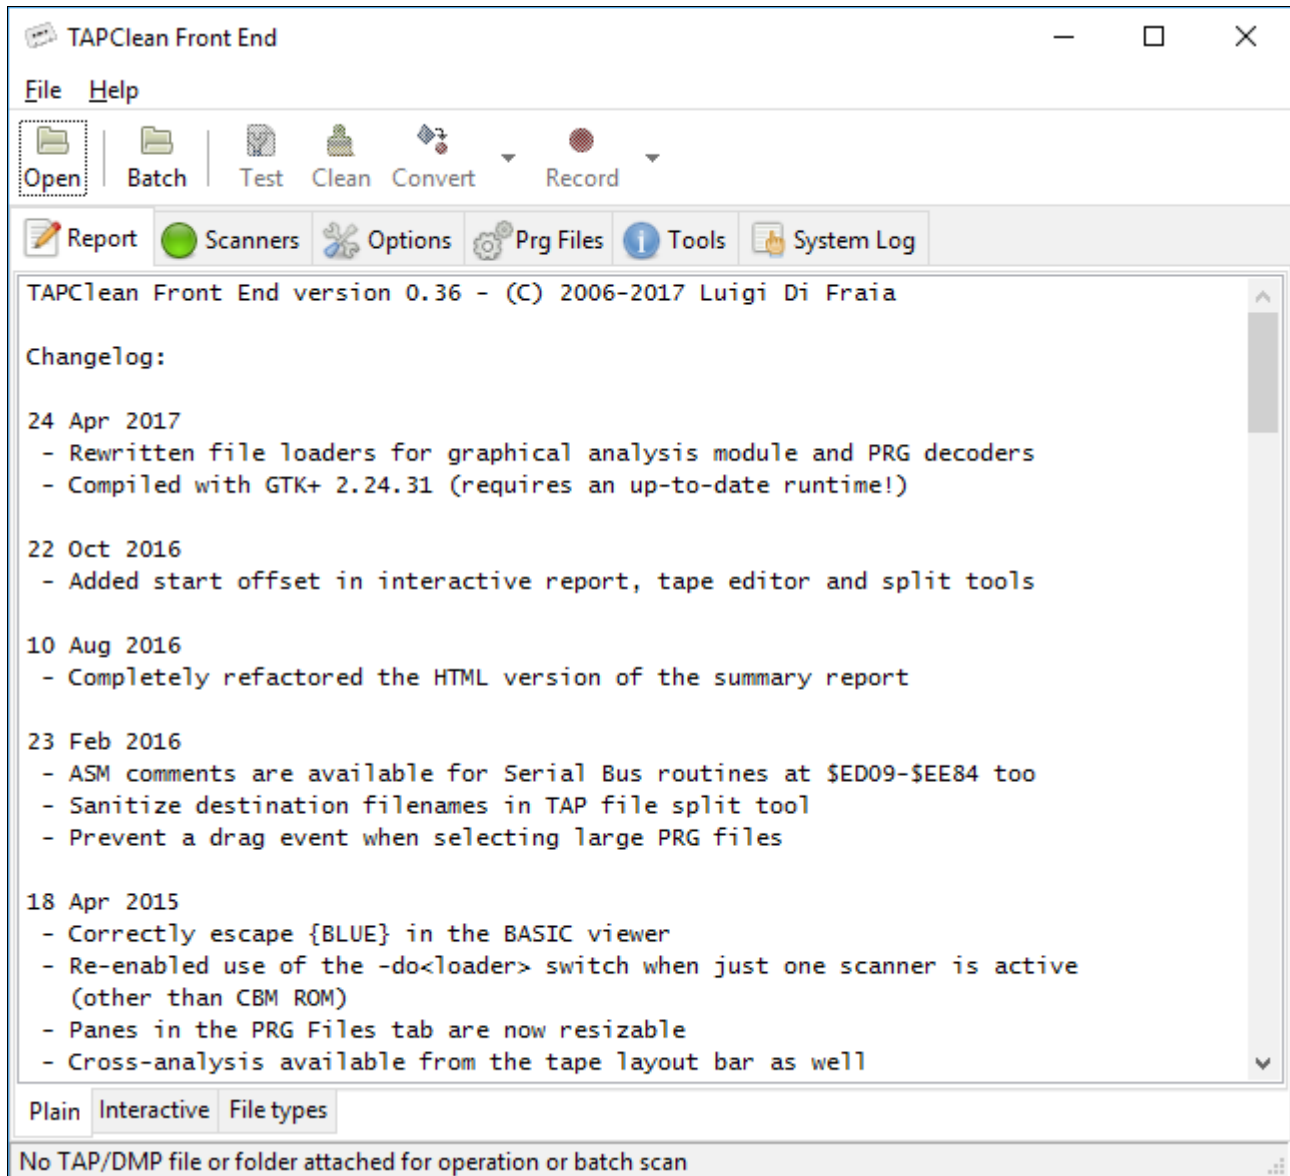 TAPClean Front End
File Help
Open Batch Test Clean Convert Record
Report Scanners Options Prg Files Tools System Log
TAPClean Front End version 0.36 - (C) 2006-2017 Luigi Di Fraia
Changelog:
24 Apr 2017
- Rewritten file loaders for graphical analysis module and PRG decoders
- Compiled with GTK+ 2.24.31 (requires an up-to-date runtime!)
22 Oct 2016
- Added start offset in interactive report, tape editor and split tools
10 Aug 2016
- Completely refactored the HTML version of the summary report
23 Feb 2016
- ASM comments are available for Serial Bus routines at $ED09-$EE84 too
- Sanitize destination filenames in TAP file split tool
- Prevent a drag event when selecting large PRG files
18 Apr 2015
- Correctly escape {BLUE} in the BASIC viewer
- Re-enabled use of the -do<loader> switch when just one scanner is active
(other than CBM ROM)
- Panes in the PRG Files tab are now resizable
- Cross-analysis available from the tape layout bar as well
Plain Interactive File types
No TAP/DMP file or folder attached for operation or batch scan